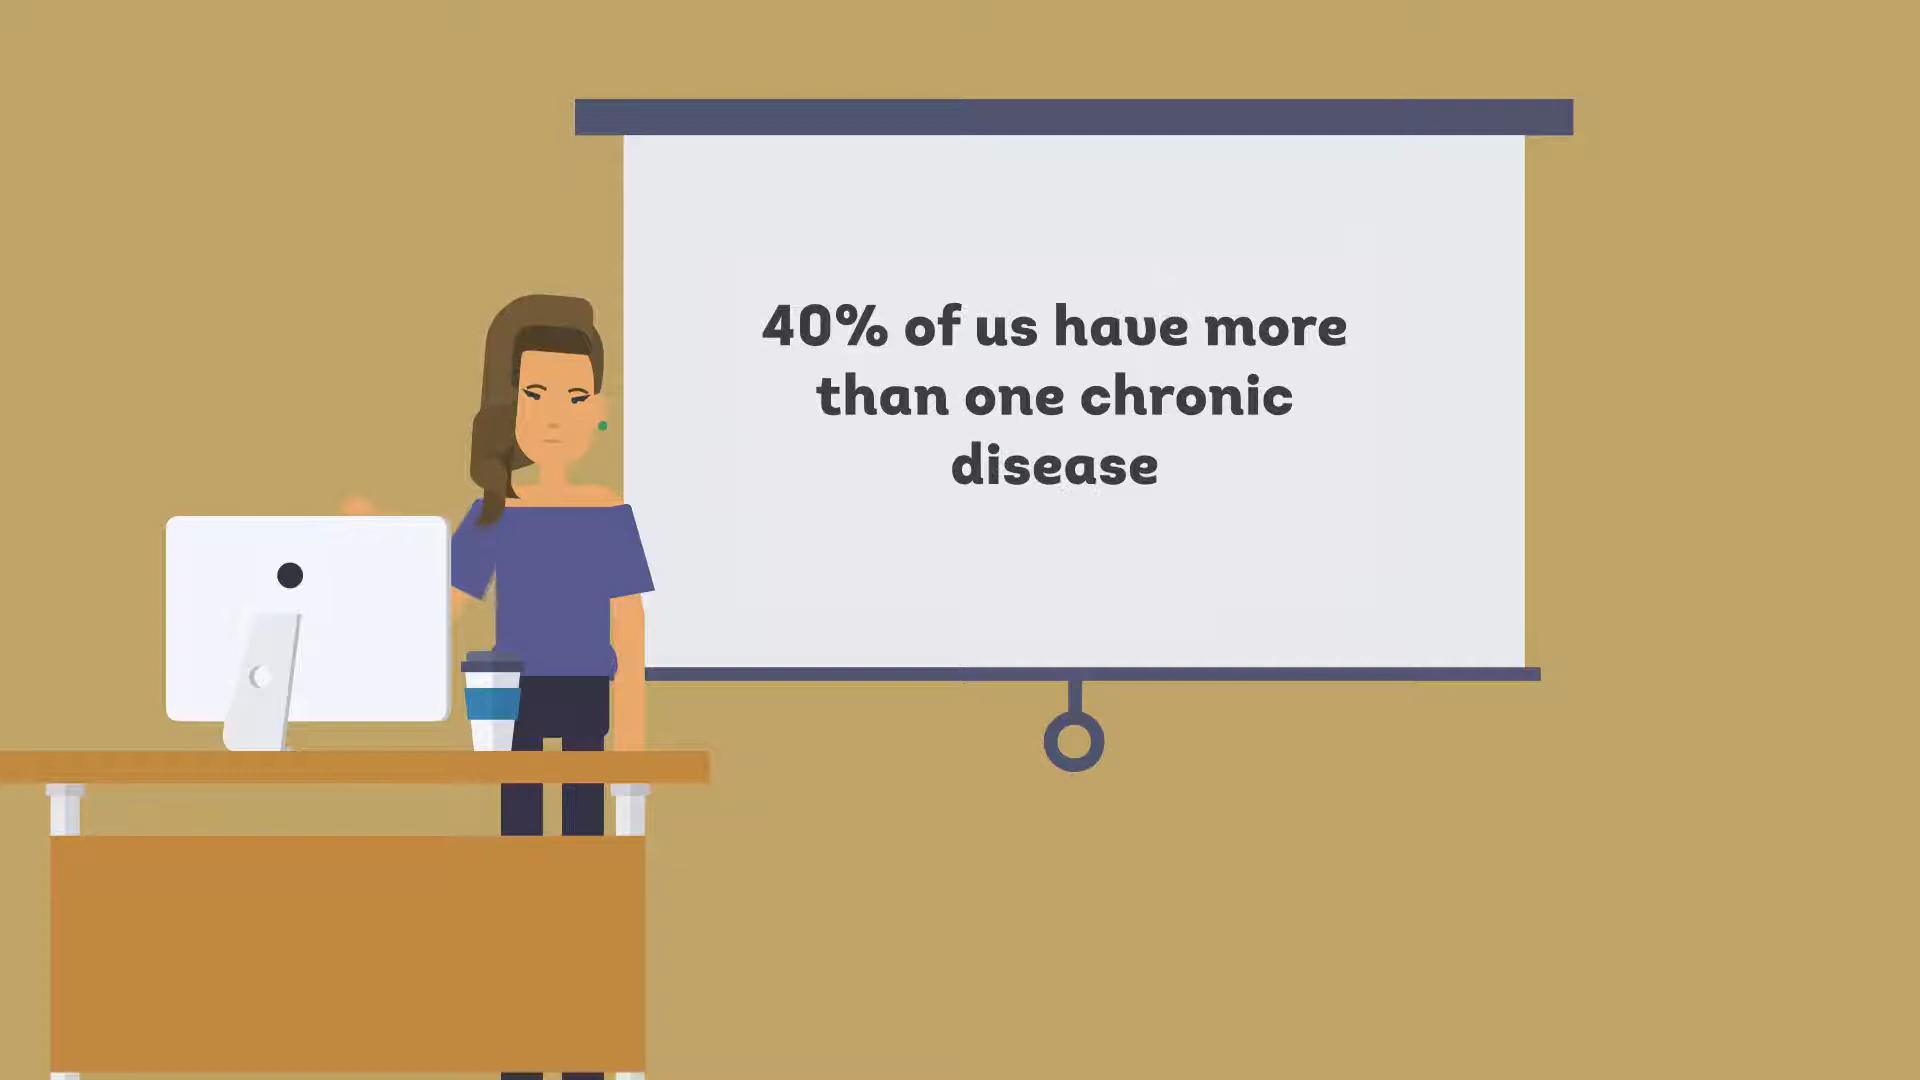 40% of us have more
than one chronic
disease